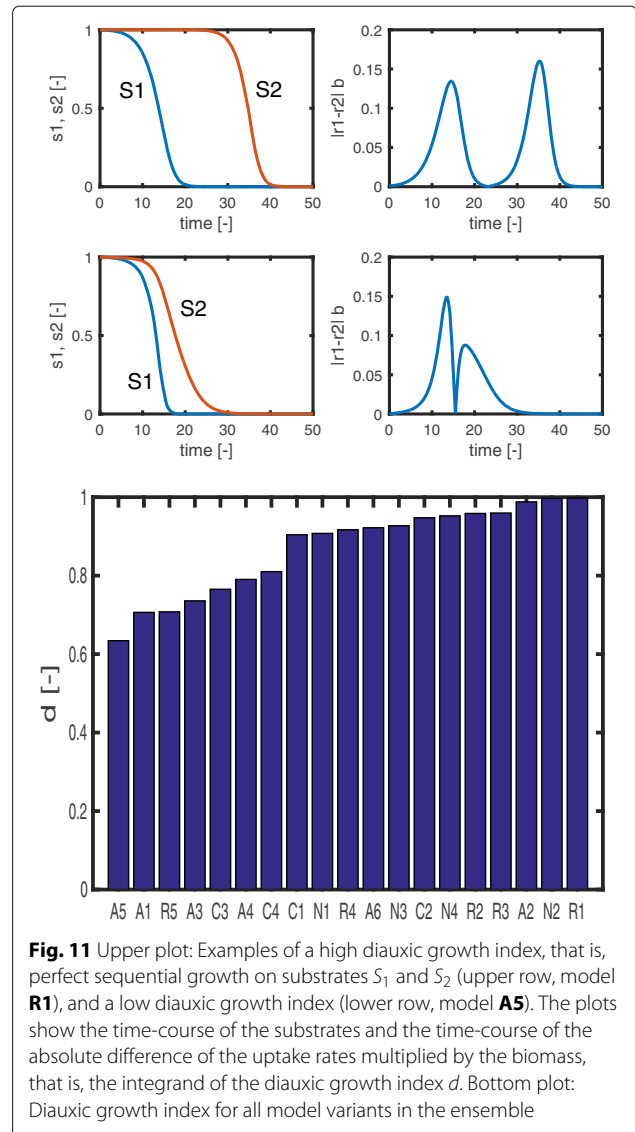 s1, s2 [-]
1
0.5
0
S1
S2
0 10 20 30 40 50
time [-]
|r1-r2| b
0.2
0.15
0.1
0.05
0
0 10 20 30 40 50
time [-]
s1, s2 [-]
1
0.5
0
S2
S1
0 10 20 30 40 50
time [-]
|r1-r2| b
0.2
0.15
0.1
0.05
0
0 10 20 30 40 50
time [-]
d [-]
1
0.8
0.6
0.4
0.2
0
A5 A1 R5 A3 C3 A4 C4 C1 N1 R4 A6 N3 C2 N4 R2 R3 A2 N2 R1
Fig. 11 Upper plot: Examples of a high diauxic growth index, that is,
perfect sequential growth on substrates S1 and S2 (upper row, model
R1), and a low diauxic growth index (lower row, model A5). The plots
show the time-course of the substrates and the time-course of the
absolute difference of the uptake rates multiplied by the biomass,
that is, the integrand of the diauxic growth index d. Bottom plot:
Diauxic growth index for all model variants in the ensemble